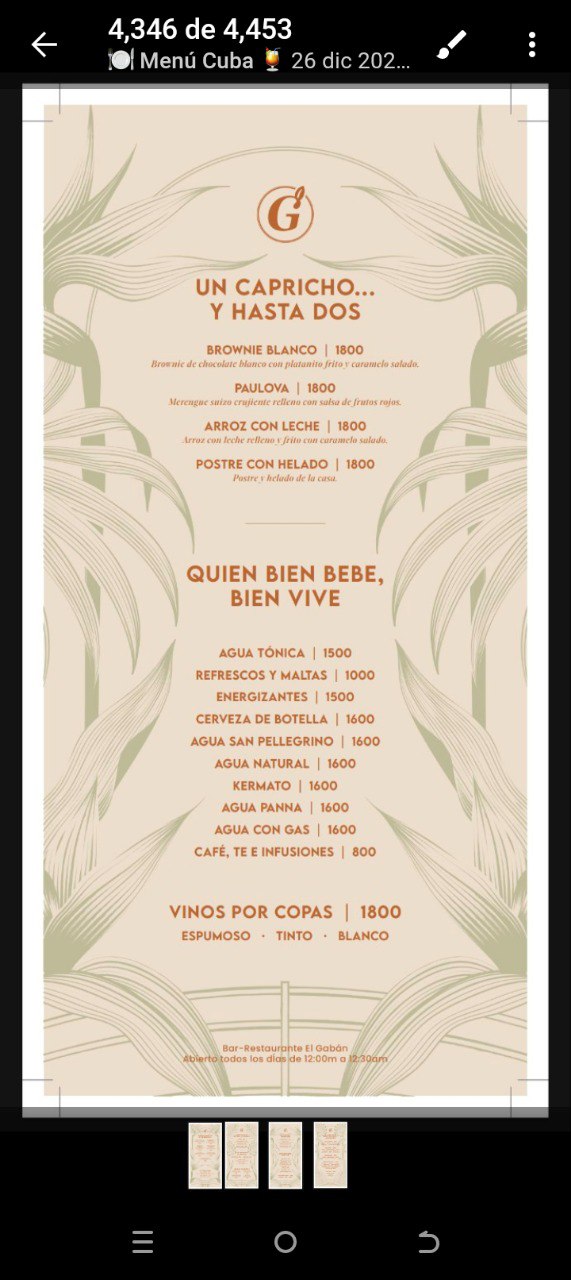 4,346 de 4,453
🍽 Menú Cuba 🍹 26 dic 202...
G
UN CAPRICHO...
Y HASTA DOS
BROWNIE BLANCO | 1800
Brownie de chocolate blanco con platanito frito y caramelo salado.
PAULOVA | 1800
Merengue suizo crujiente relleno con salsa de frutos rojos.
ARROZ CON LECHE | 1800
Arroz con leche relleno y frito con caramelo salado.
POSTRE CON HELADO | 1800
Postre y helado de la casa.
QUIEN BIEN BEBE,
BIEN VIVE
AGUA TÓNICA | 1500
REFRESCOS Y MALTAS | 1000
ENERGIZANTES | 1500
CERVEZA DE BOTELLA | 1600
AGUA SAN PELLEGRINO | 1600
AGUA NATURAL | 1600
KERMATO | 1600
AGUA PANNA | 1600
AGUA CON GAS | 1600
CAFÉ, TE E INFUSIONES | 800
VINOS POR COPAS | 1800
ESPUMOSO · TINTO · BLANCO
Bar-Restaurante El Gabán
Abierto todos los días de 12:00m a 12:30am